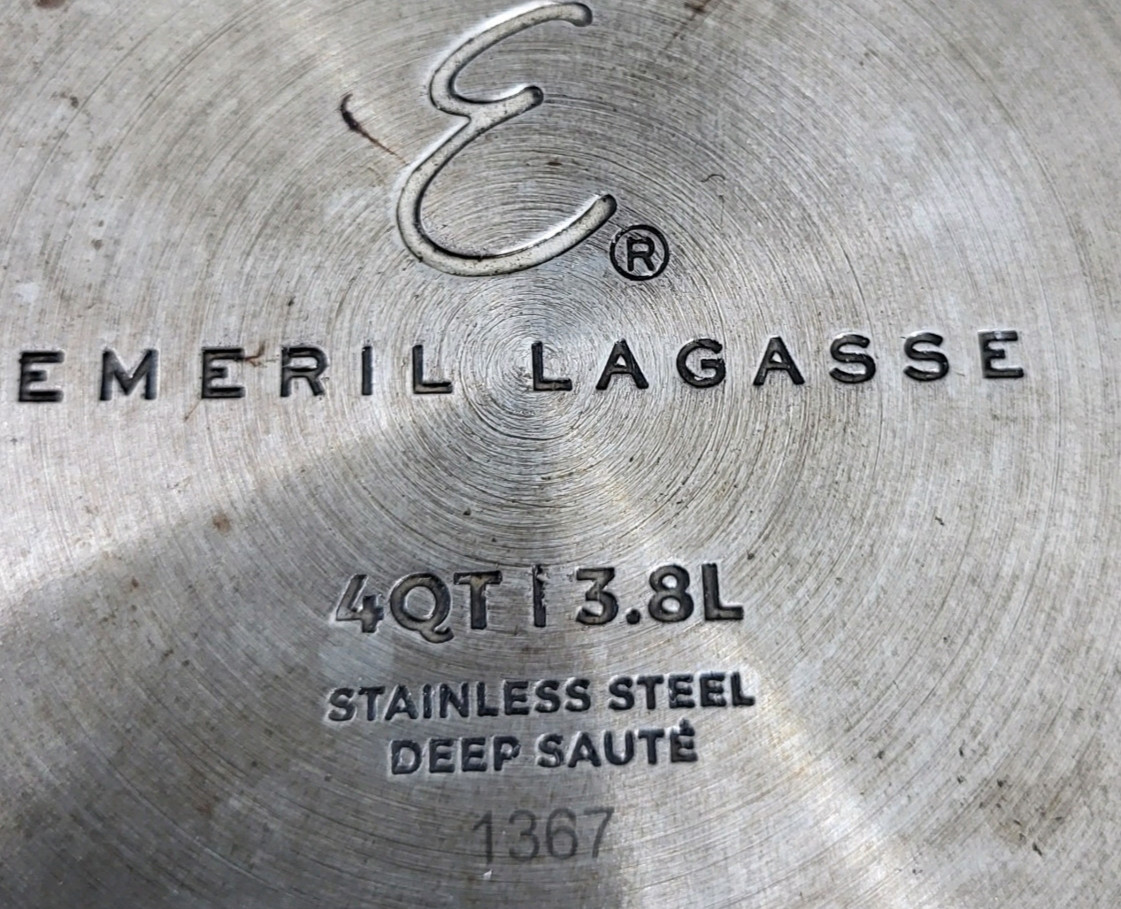 E®
EMERIL LAGASSE
4QT | 3.8L
STAINLESS STEEL
DEEP SAUTÉ
1367